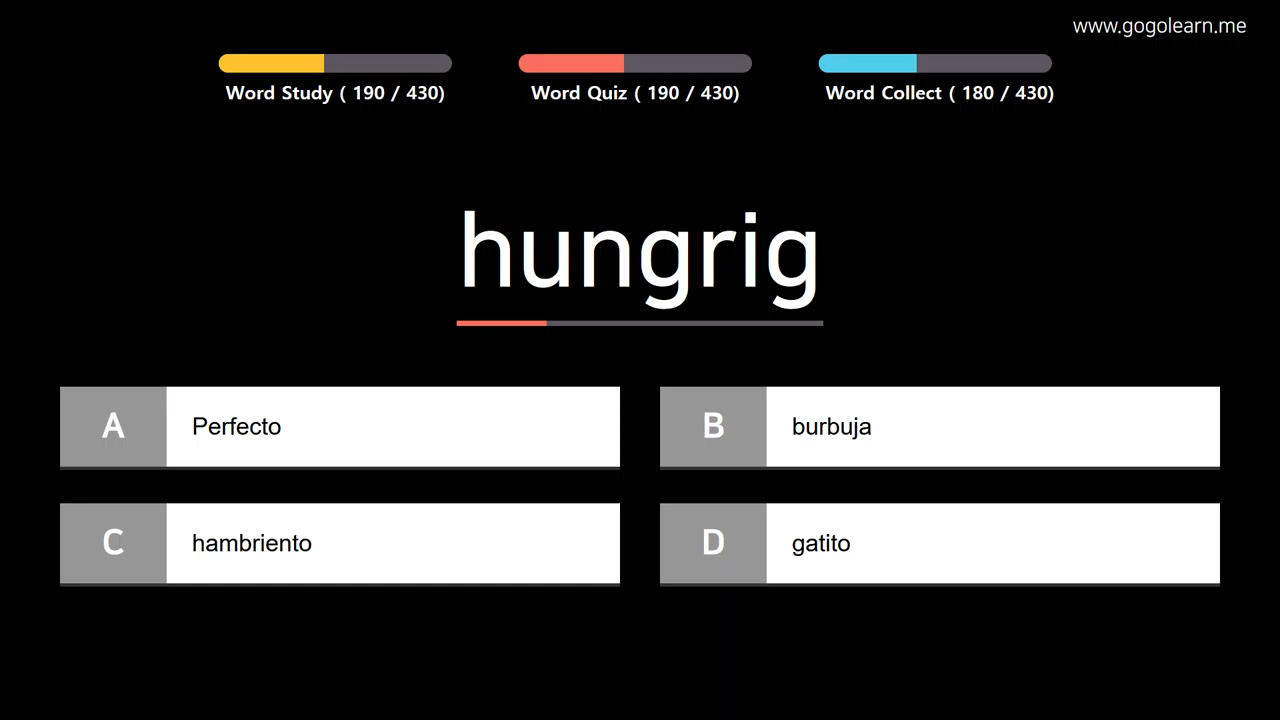 www.gogolearn.me
Word Study ( 190 / 430)
Word Quiz ( 190 / 430)
Word Collect ( 180 / 430)
hungrig
A Perfecto
B burbuja
C hambriento
D gatito